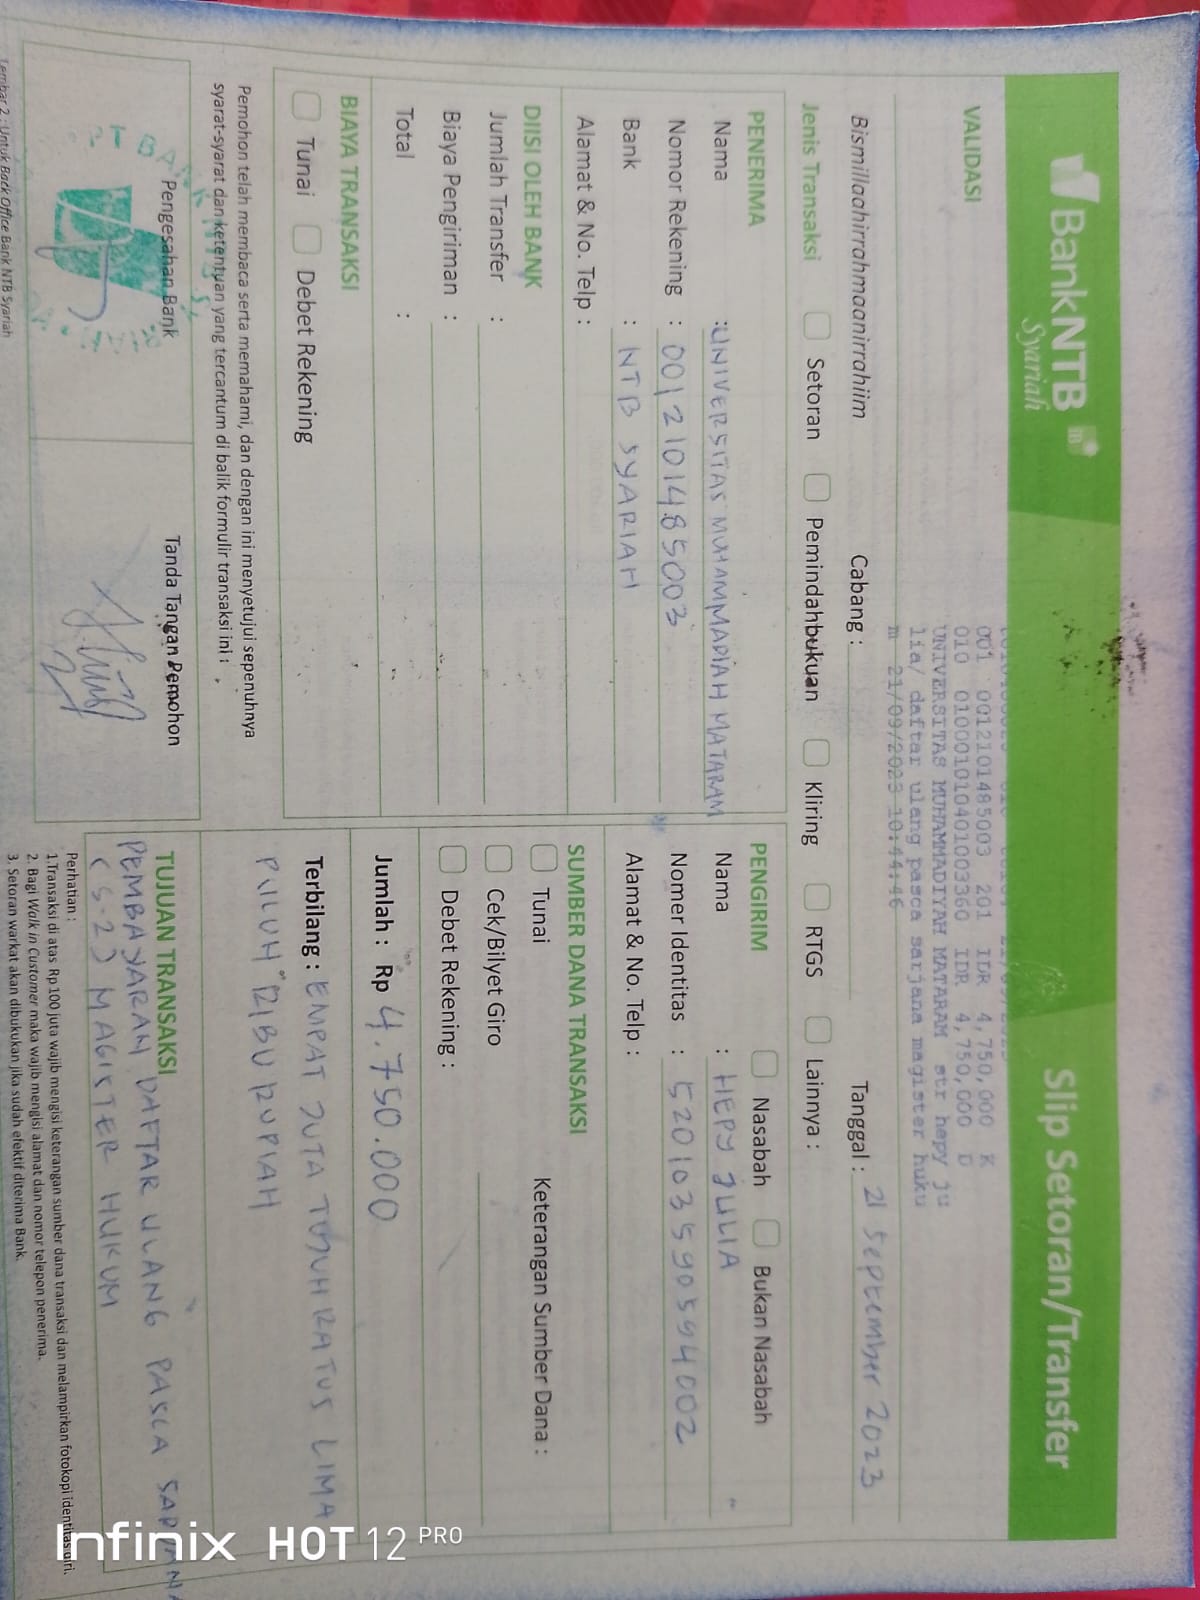 BankNTB
Syariah
Slip Setoran/Transfer
VALIDASI
001 0012101485003 201 IDR 4,750,000 K
010 010001010401003360 IDR 4,750,000 D
UNIVERSITAS MUHAMMADIYAH MATARAM str hepy ju
lia/ daftar ulang pasca sarjana magister huku
m 21/09/2023 10:44:46
Bismillaahirrahmaanirrahiim
Cabang :
Tanggal : 21 September 2023
Jenis Transaksi
Setoran
Pemindahbukuan
Kliring
RTGS
Lainnya :
PENERIMA
Nama : UNIVERSITAS MUHAMMADIAH MATARAM
Nomor Rekening : 0012101485003
Bank : NTB SYARIAH
Alamat & No. Telp :
PENGIRIM
Nasabah
Bukan Nasabah
Nama : HEPY JULIA
Nomer Identitas : 520103590594002
Alamat & No. Telp :
DIISI OLEH BANK
Jumlah Transfer :
Biaya Pengiriman :
Total :
SUMBER DANA TRANSAKSI
Tunai
Keterangan Sumber Dana :
Cek/Bilyet Giro
Debet Rekening :
BIAYA TRANSAKSI
Tunai
Debet Rekening
Jumlah : Rp 4.750.000
Terbilang : EMPAT JUTA TUJUH RATUS LIMA
PULUH RIBU RUPIAH
Pemohon telah membaca serta memahami, dan dengan ini menyetujui sepenuhnya
syarat-syarat dan ketentuan yang tercantum di balik formulir transaksi ini :
Pengesahan Bank
Tanda Tangan Pemohon
TUJUAN TRANSAKSI
PEMBAYARAN DAFTAR ULANG PASCA SARJANA
(S-2) MAGISTER HUKUM
Perhatian :
1.Transaksi di atas Rp 100 juta wajib mengisi keterangan sumber dana transaksi dan melampirkan fotokopi identitas diri.
2. Bagi Walk in Customer maka wajib mengisi alamat dan nomor telepon penerima.
3. Setoran warkat akan dibukukan jika sudah efektif diterima Bank.
Lembar 2 : Untuk Back Office Bank NTB Syariah
Infinix HOT 12 PRO